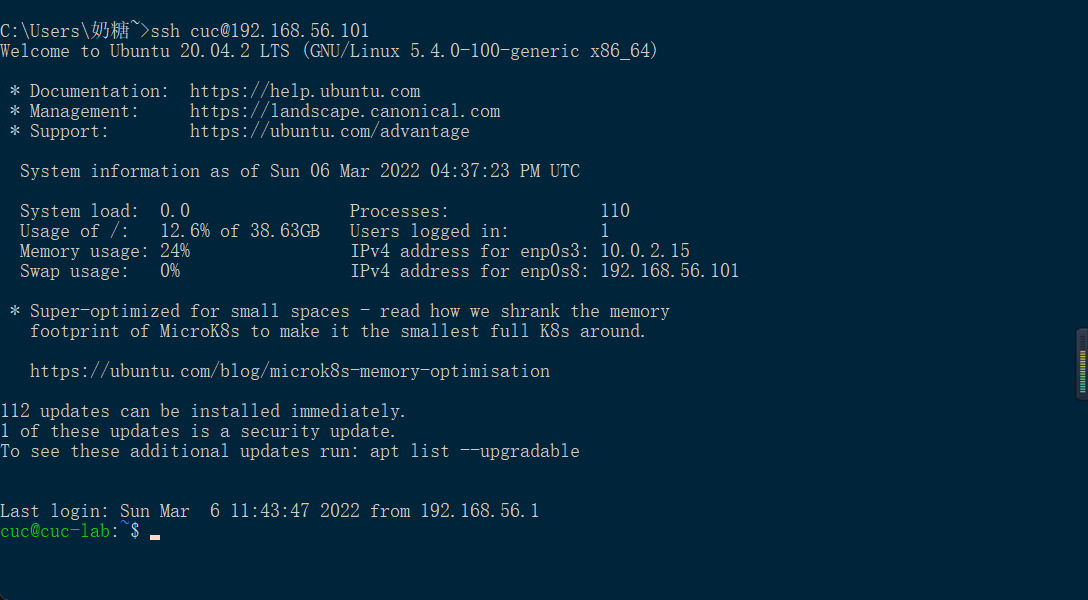 C:\Users\奶糖~>ssh cuc@192.168.56.101
Welcome to Ubuntu 20.04.2 LTS (GNU/Linux 5.4.0-100-generic x86_64)
* Documentation:  https://help.ubuntu.com
* Management:     https://landscape.canonical.com
* Support:        https://ubuntu.com/advantage
System information as of Sun 06 Mar 2022 04:37:23 PM UTC
System load:  0.0                Processes:               110
Usage of /:   12.6% of 38.63GB   Users logged in:         1
Memory usage: 24%                IPv4 address for enp0s3: 10.0.2.15
Swap usage:   0%                 IPv4 address for enp0s8: 192.168.56.101
* Super-optimized for small spaces - read how we shrank the memory
footprint of MicroK8s to make it the smallest full K8s around.
https://ubuntu.com/blog/microk8s-memory-optimisation
112 updates can be installed immediately.
1 of these updates is a security update.
To see these additional updates run: apt list --upgradable
Last login: Sun Mar  6 11:43:47 2022 from 192.168.56.1
cuc@cuc-lab:~$